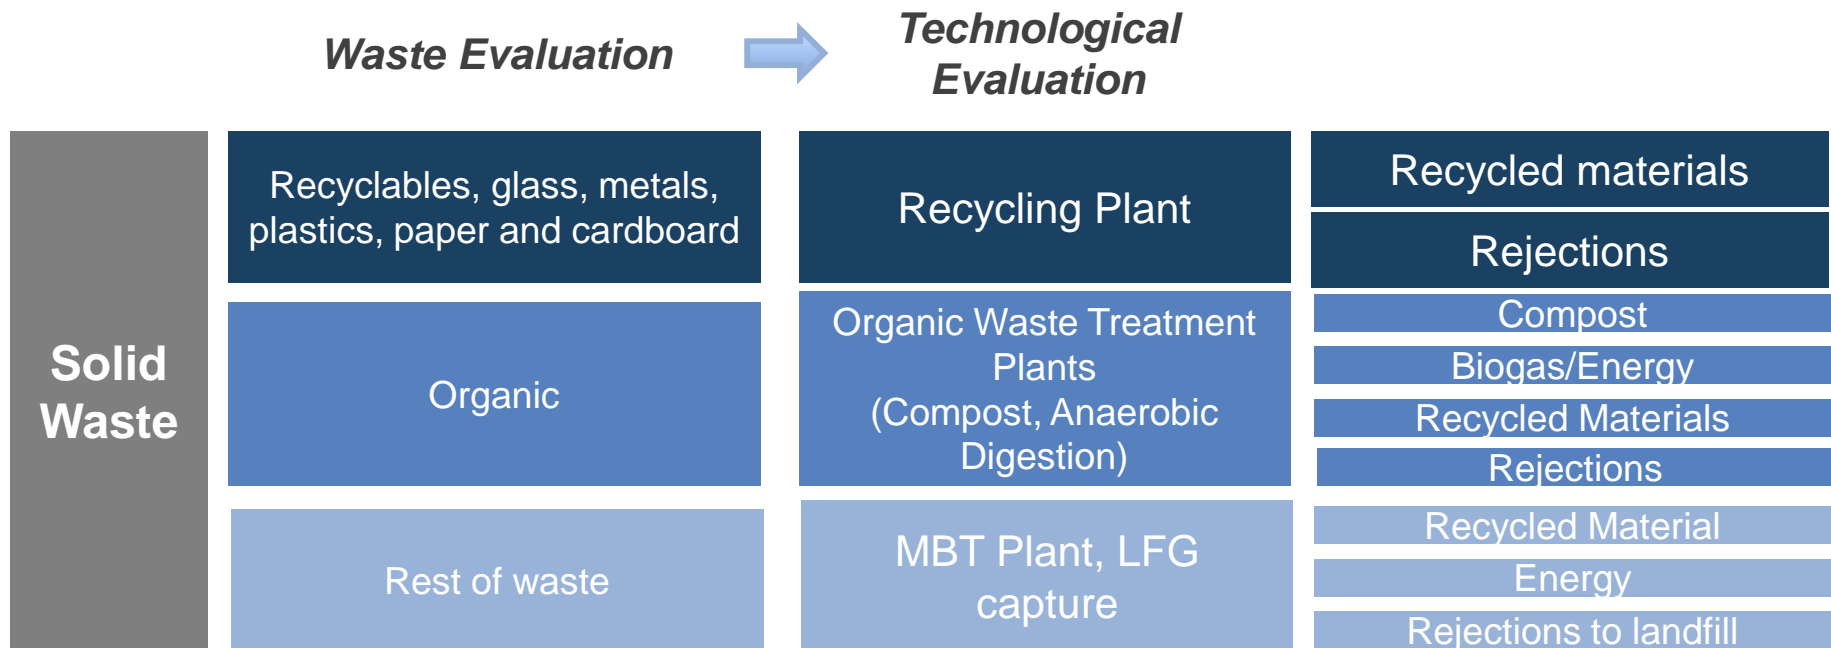 Waste Evaluation
Technological
Evaluation
Solid
Waste
Recyclables, glass, metals,
plastics, paper and cardboard
Recycling Plant
Recycled materials
Rejections
Organic
Organic Waste Treatment
Plants
(Compost, Anaerobic
Digestion)
Compost
Biogas/Energy
Recycled Materials
Rejections
Rest of waste
MBT Plant, LFG
capture
Recycled Material
Energy
Rejections to landfill